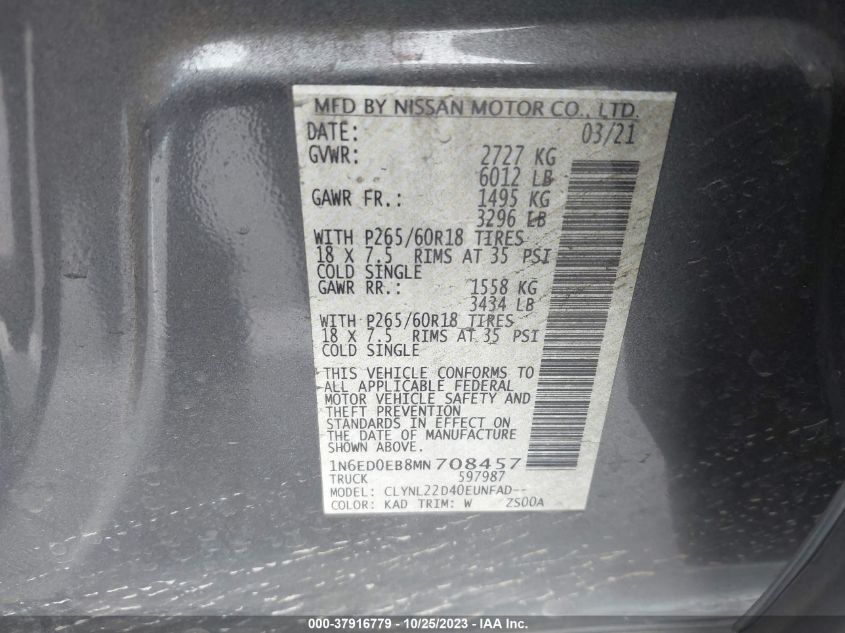 MFD BY NISSAN MOTOR CO., LTD.
DATE: 03/21
GVWR: 2727 KG
6012 LB
GAWR FR.: 1495 KG
3296 LB
WITH P265/60R18 TIRES
18 X 7.5 RIMS AT 35 PSI
COLD SINGLE
GAWR RR.: 1558 KG
3434 LB
WITH P265/60R18 TIRES
18 X 7.5 RIMS AT 35 PSI
COLD SINGLE
THIS VEHICLE CONFORMS TO
ALL APPLICABLE FEDERAL
MOTOR VEHICLE SAFETY AND
THEFT PREVENTION
STANDARDS IN EFFECT ON
THE DATE OF MANUFACTURE
SHOWN ABOVE.
1N6ED0EB8MN 708457
TRUCK 597987
MODEL: CLYNL22D40EUNFAD--
COLOR: KAD TRIM: W ZS00A
000-37916779 - 10/25/2023 - IAA Inc.